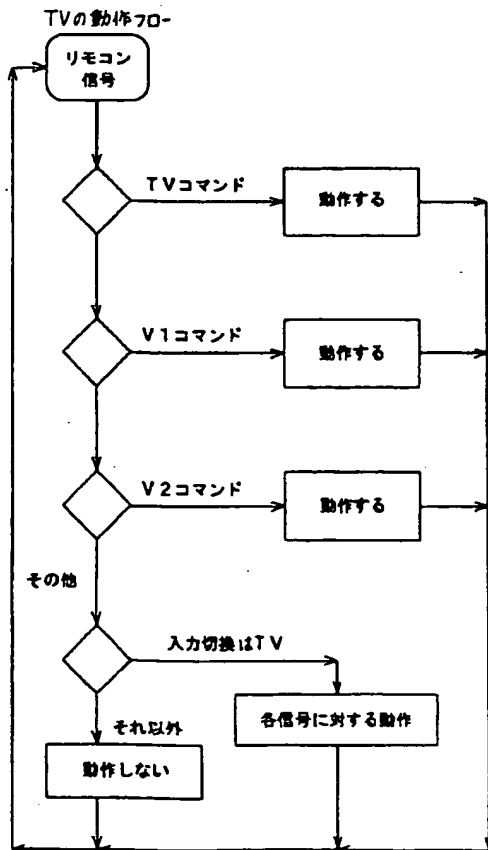 TVの動作フロー
リモコン
信号
TVコマンド
動作する
V1コマンド
動作する
V2コマンド
動作する
その他
入力切換はTV
各信号に対する動作
それ以外
動作しない